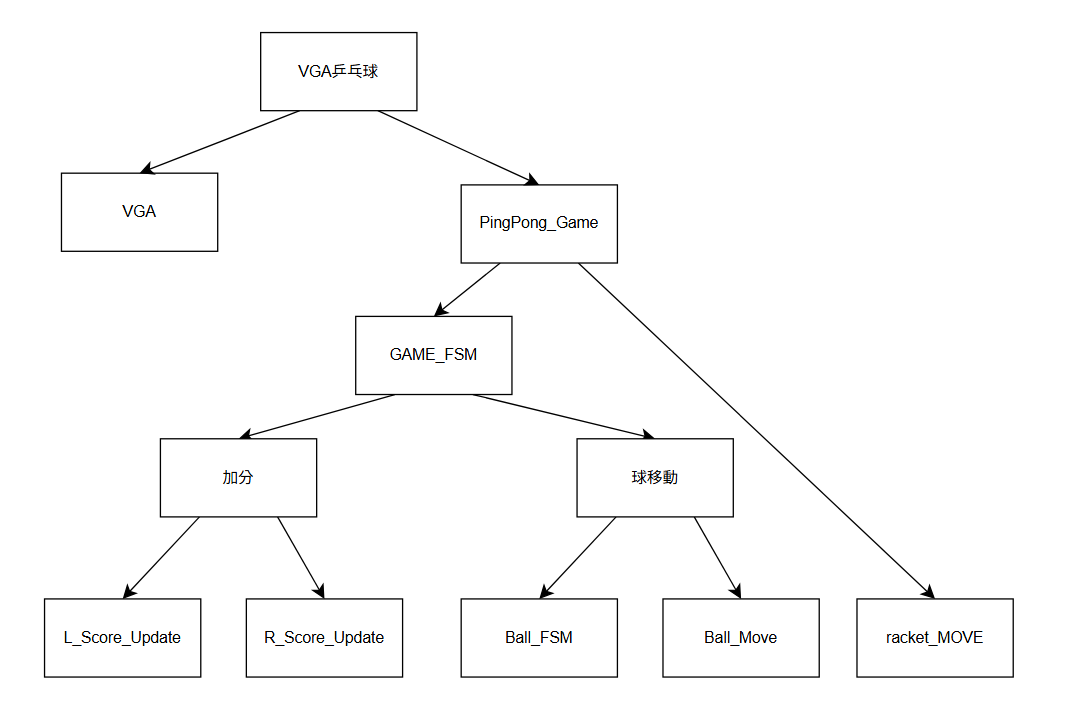 VGA乒乓球
VGA
PingPong_Game
GAME_FSM
加分
球移動
L_Score_Update
R_Score_Update
Ball_FSM
Ball_Move
racket_MOVE